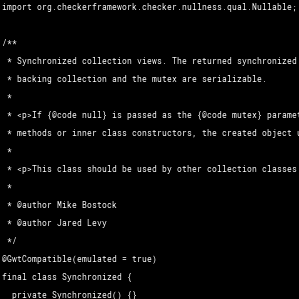 import org.checkerframework.checker.nullness.qual.Nullable;
/**
 * Synchronized collection views. The returned synchronized
 * backing collection and the mutex are serializable.
 *
 * <p>If {@code null} is passed as the {@code mutex}
 * methods or inner class constructors, the created object
 *
 * <p>This class should be used by other collection classes
 *
 * @author Mike Bostock
 * @author Jared Levy
 */
@GwtCompatible(emulated = true)
final class Synchronized {
  private Synchronized() {}